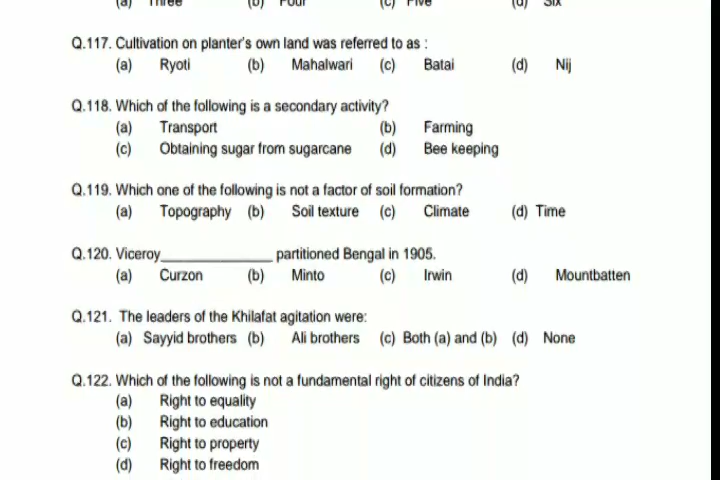 (a) Three (b) Four (c) Five (d) Six
Q.117. Cultivation on planter's own land was referred to as :
(a) Ryoti (b) Mahalwari (c) Batai (d) Nij
Q.118. Which of the following is a secondary activity?
(a) Transport (b) Farming
(c) Obtaining sugar from sugarcane (d) Bee keeping
Q.119. Which one of the following is not a factor of soil formation?
(a) Topography (b) Soil texture (c) Climate (d) Time
Q.120. Viceroy______________ partitioned Bengal in 1905.
(a) Curzon (b) Minto (c) Irwin (d) Mountbatten
Q.121. The leaders of the Khilafat agitation were:
(a) Sayyid brothers (b) Ali brothers (c) Both (a) and (b) (d) None
Q.122. Which of the following is not a fundamental right of citizens of India?
(a) Right to equality
(b) Right to education
(c) Right to property
(d) Right to freedom